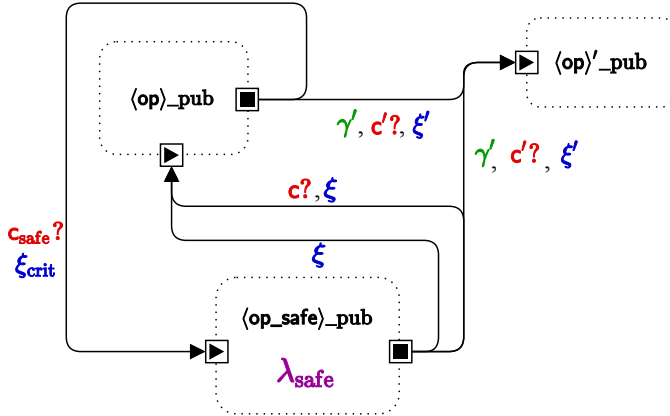 ⟨op⟩_pub
⟨op⟩′_pub
γ′, c′?, ξ′
γ′, c′? , ξ′
c? , ξ
c_safe?
ξ_crit
ξ
⟨op_safe⟩_pub
λ_safe